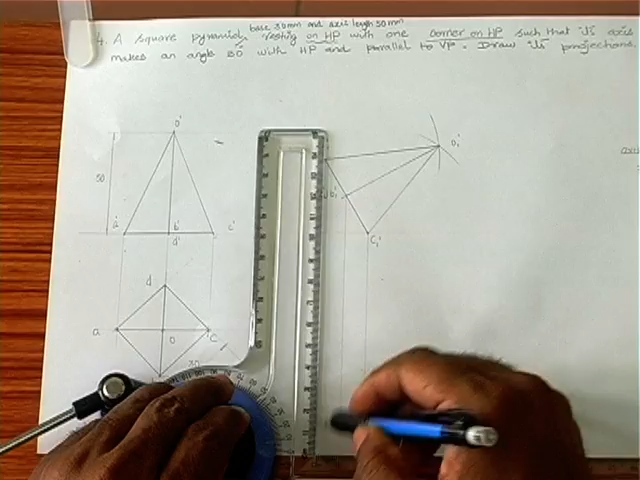 base 30mm and axis length 50mm
4. A square pyramid, resting on HP with one corner on HP such that its axis
makes an angle 30° with HP and parallel to VP. Draw its projections.
o'
o₁'
50
b₁'
a' b' c'
d'
c₁'
d
a o c
30